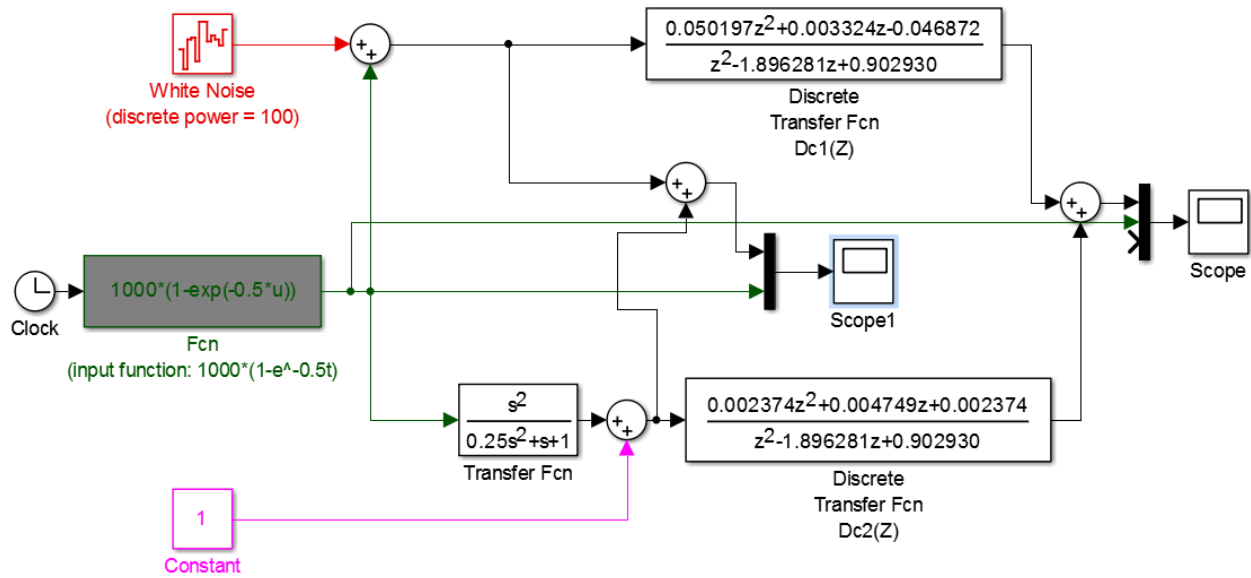 White Noise
(discrete power = 100)
+
+
0.050197z²+0.003324z-0.046872
z²-1.896281z+0.902930
Discrete
Transfer Fcn
Dc1(Z)
+
+
+
+
Scope
Clock
1000*(1-exp(-0.5*u))
Fcn
(input function: 1000*(1-e^-0.5t)
Scope1
s²
0.25s²+s+1
Transfer Fcn
+
+
0.002374z²+0.004749z+0.002374
z²-1.896281z+0.902930
Discrete
Transfer Fcn
Dc2(Z)
1
Constant